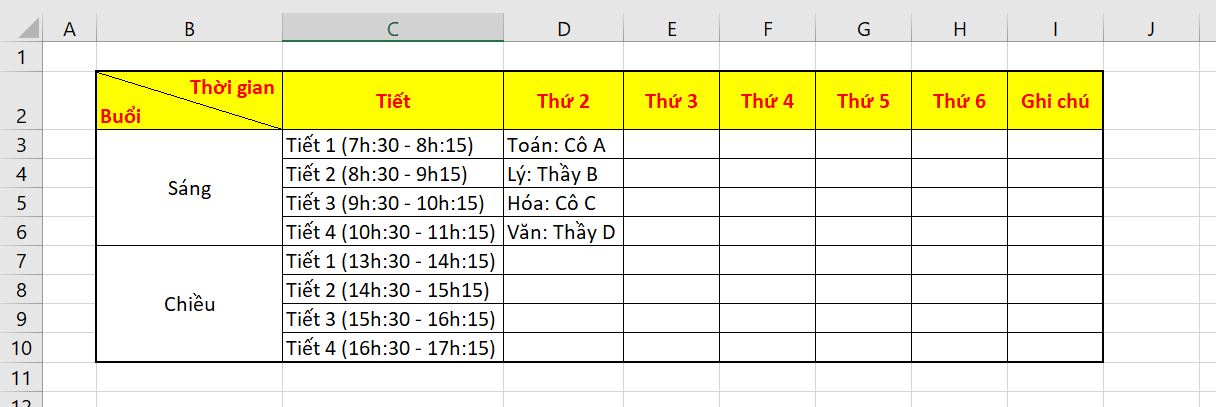 A B C D E F G H I J
1
2 Thời gian
Buổi Tiết Thứ 2 Thứ 3 Thứ 4 Thứ 5 Thứ 6 Ghi chú
3 Tiết 1 (7h:30 - 8h:15) Toán: Cô A
4 Tiết 2 (8h:30 - 9h15) Lý: Thầy B
Sáng
5 Tiết 3 (9h:30 - 10h:15) Hóa: Cô C
6 Tiết 4 (10h:30 - 11h:15) Văn: Thầy D
7 Tiết 1 (13h:30 - 14h:15)
8 Tiết 2 (14h:30 - 15h15)
Chiều
9 Tiết 3 (15h:30 - 16h:15)
10 Tiết 4 (16h:30 - 17h:15)
11
12